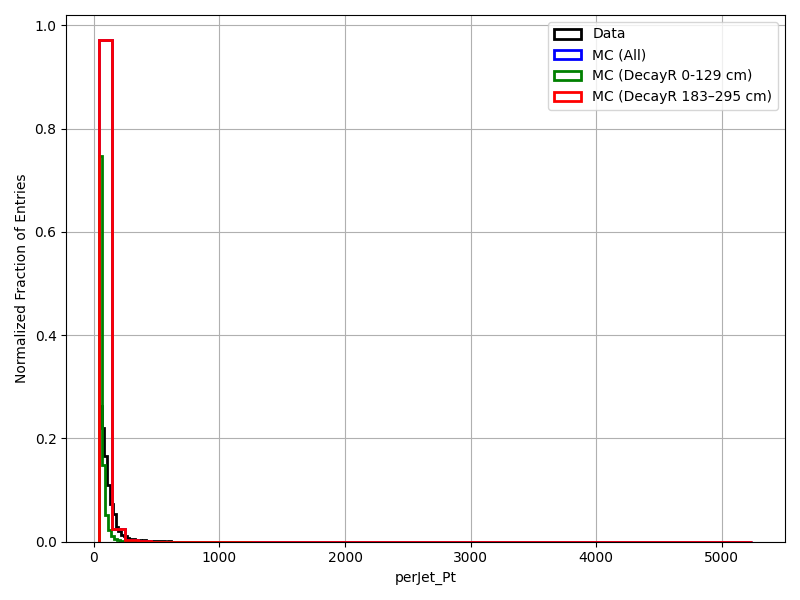 Data
MC (All)
MC (DecayR 0-129 cm)
MC (DecayR 183–295 cm)
1.0
0.8
0.6
0.4
0.2
0.0
Normalized Fraction of Entries
0 1000 2000 3000 4000 5000
perJet_Pt